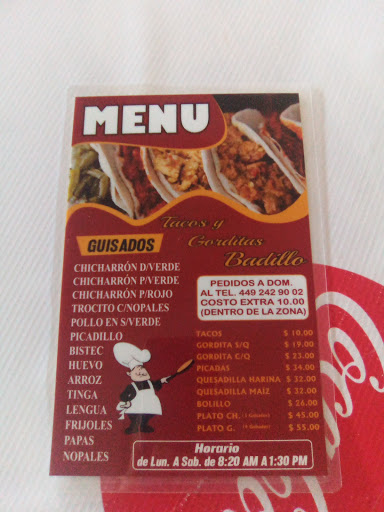 MENU
Tacos y
Gorditas
Badillo
GUISADOS
CHICHARRÓN D/VERDE
CHICHARRÓN P/VERDE
CHICHARRÓN P/ROJO
TROCITO C/NOPALES
POLLO EN S/VERDE
PICADILLO
BISTEC
HUEVO
ARROZ
TINGA
LENGUA
FRIJOLES
PAPAS
NOPALES
PEDIDOS A DOM.
AL TEL. 449 242 90 02
COSTO EXTRA 10.00
(DENTRO DE LA ZONA)
TACOS $ 10.00
GORDITA S/Q $ 19.00
GORDITA C/Q $ 23.00
PICADAS $ 34.00
QUESADILLA HARINA $ 32.00
QUESADILLA MAÍZ $ 32.00
BOLILLO $ 26.00
PLATO CH. $ 45.00
PLATO G. $ 55.00
Horario
de Lun. A Sab. de 8:20 AM A 1:30 PM